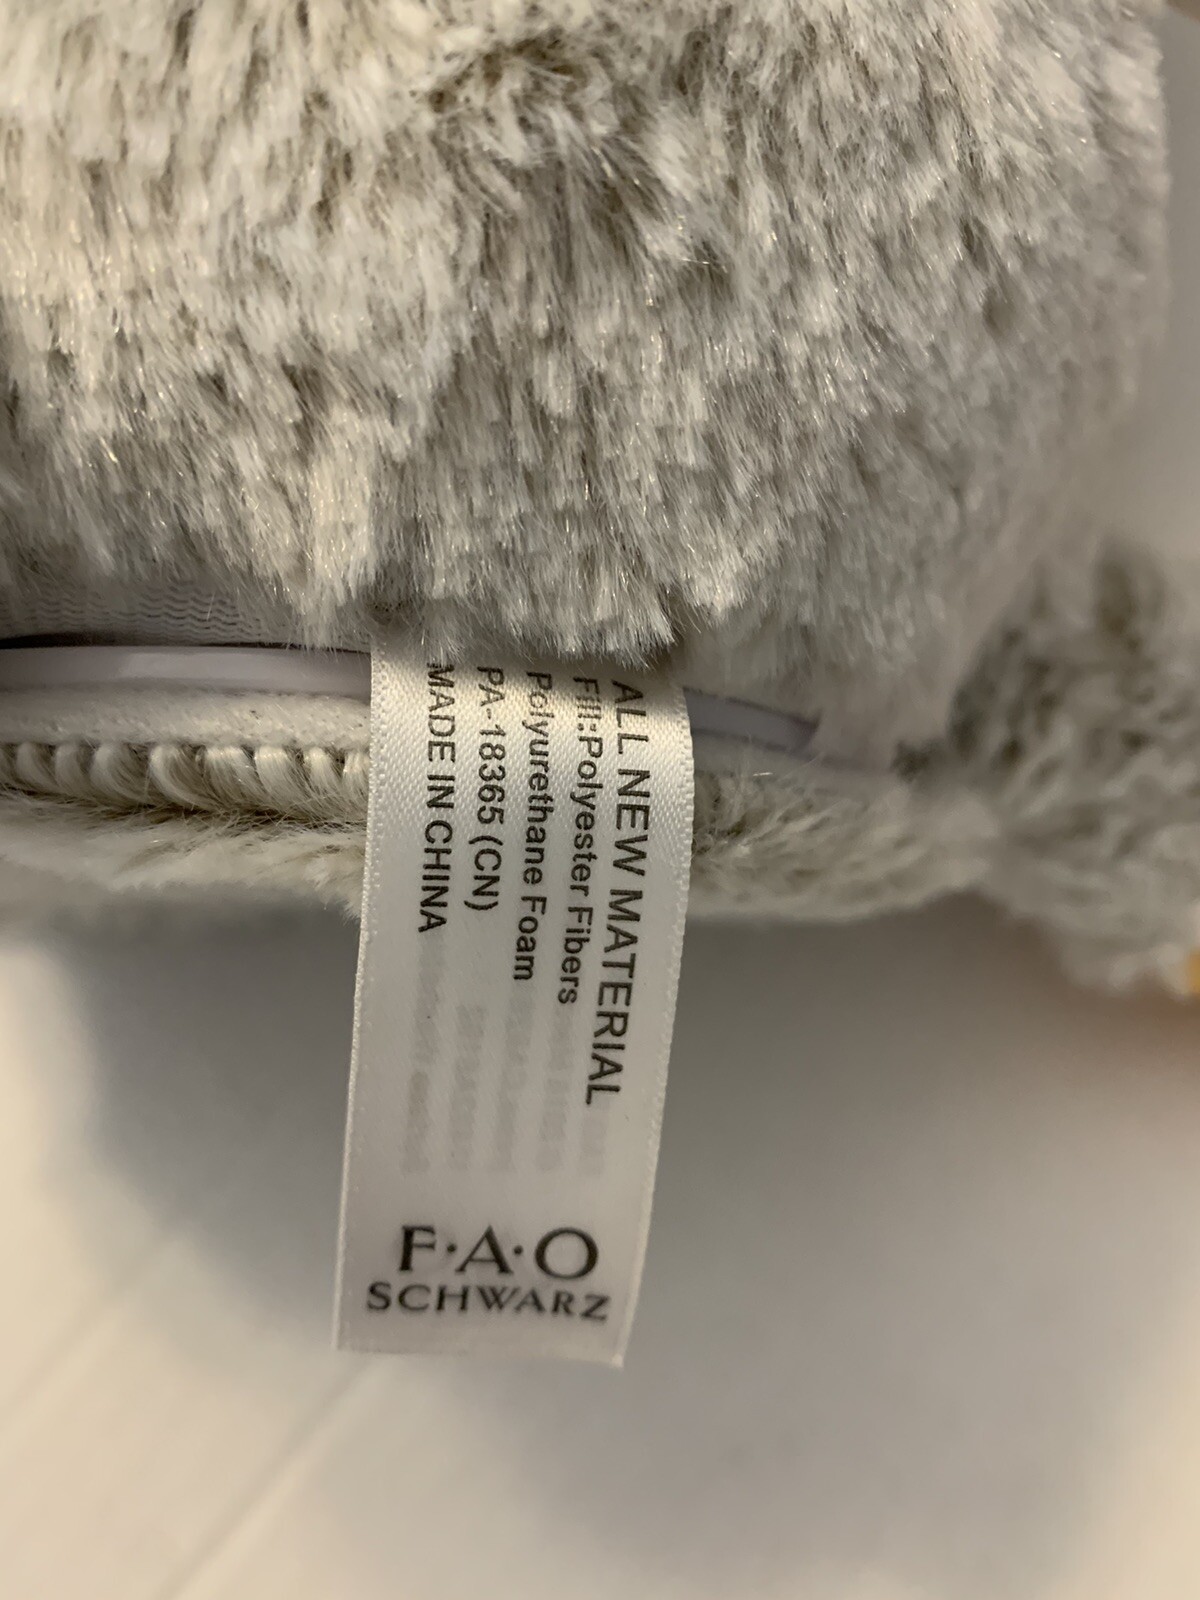 ALL NEW MATERIAL
Fill:Polyester Fibers
Polyurethane Foam
PA-18365 (CN)
MADE IN CHINA
F·A·O
SCHWARZ